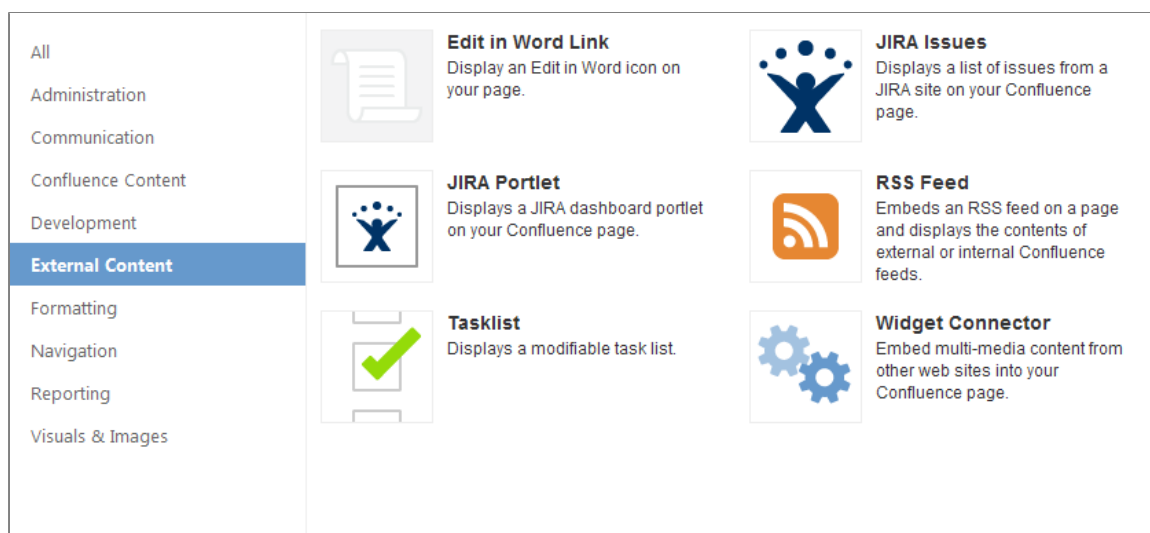 All
Administration
Communication
Confluence Content
Development
External Content
Formatting
Navigation
Reporting
Visuals & Images
Edit in Word Link
Display an Edit in Word icon on
your page.
JIRA Issues
Displays a list of issues from a
JIRA site on your Confluence
page.
JIRA Portlet
Displays a JIRA dashboard portlet
on your Confluence page.
RSS Feed
Embeds an RSS feed on a page
and displays the contents of
external or internal Confluence
feeds.
Tasklist
Displays a modifiable task list.
Widget Connector
Embed multi-media content from
other web sites into your
Confluence page.